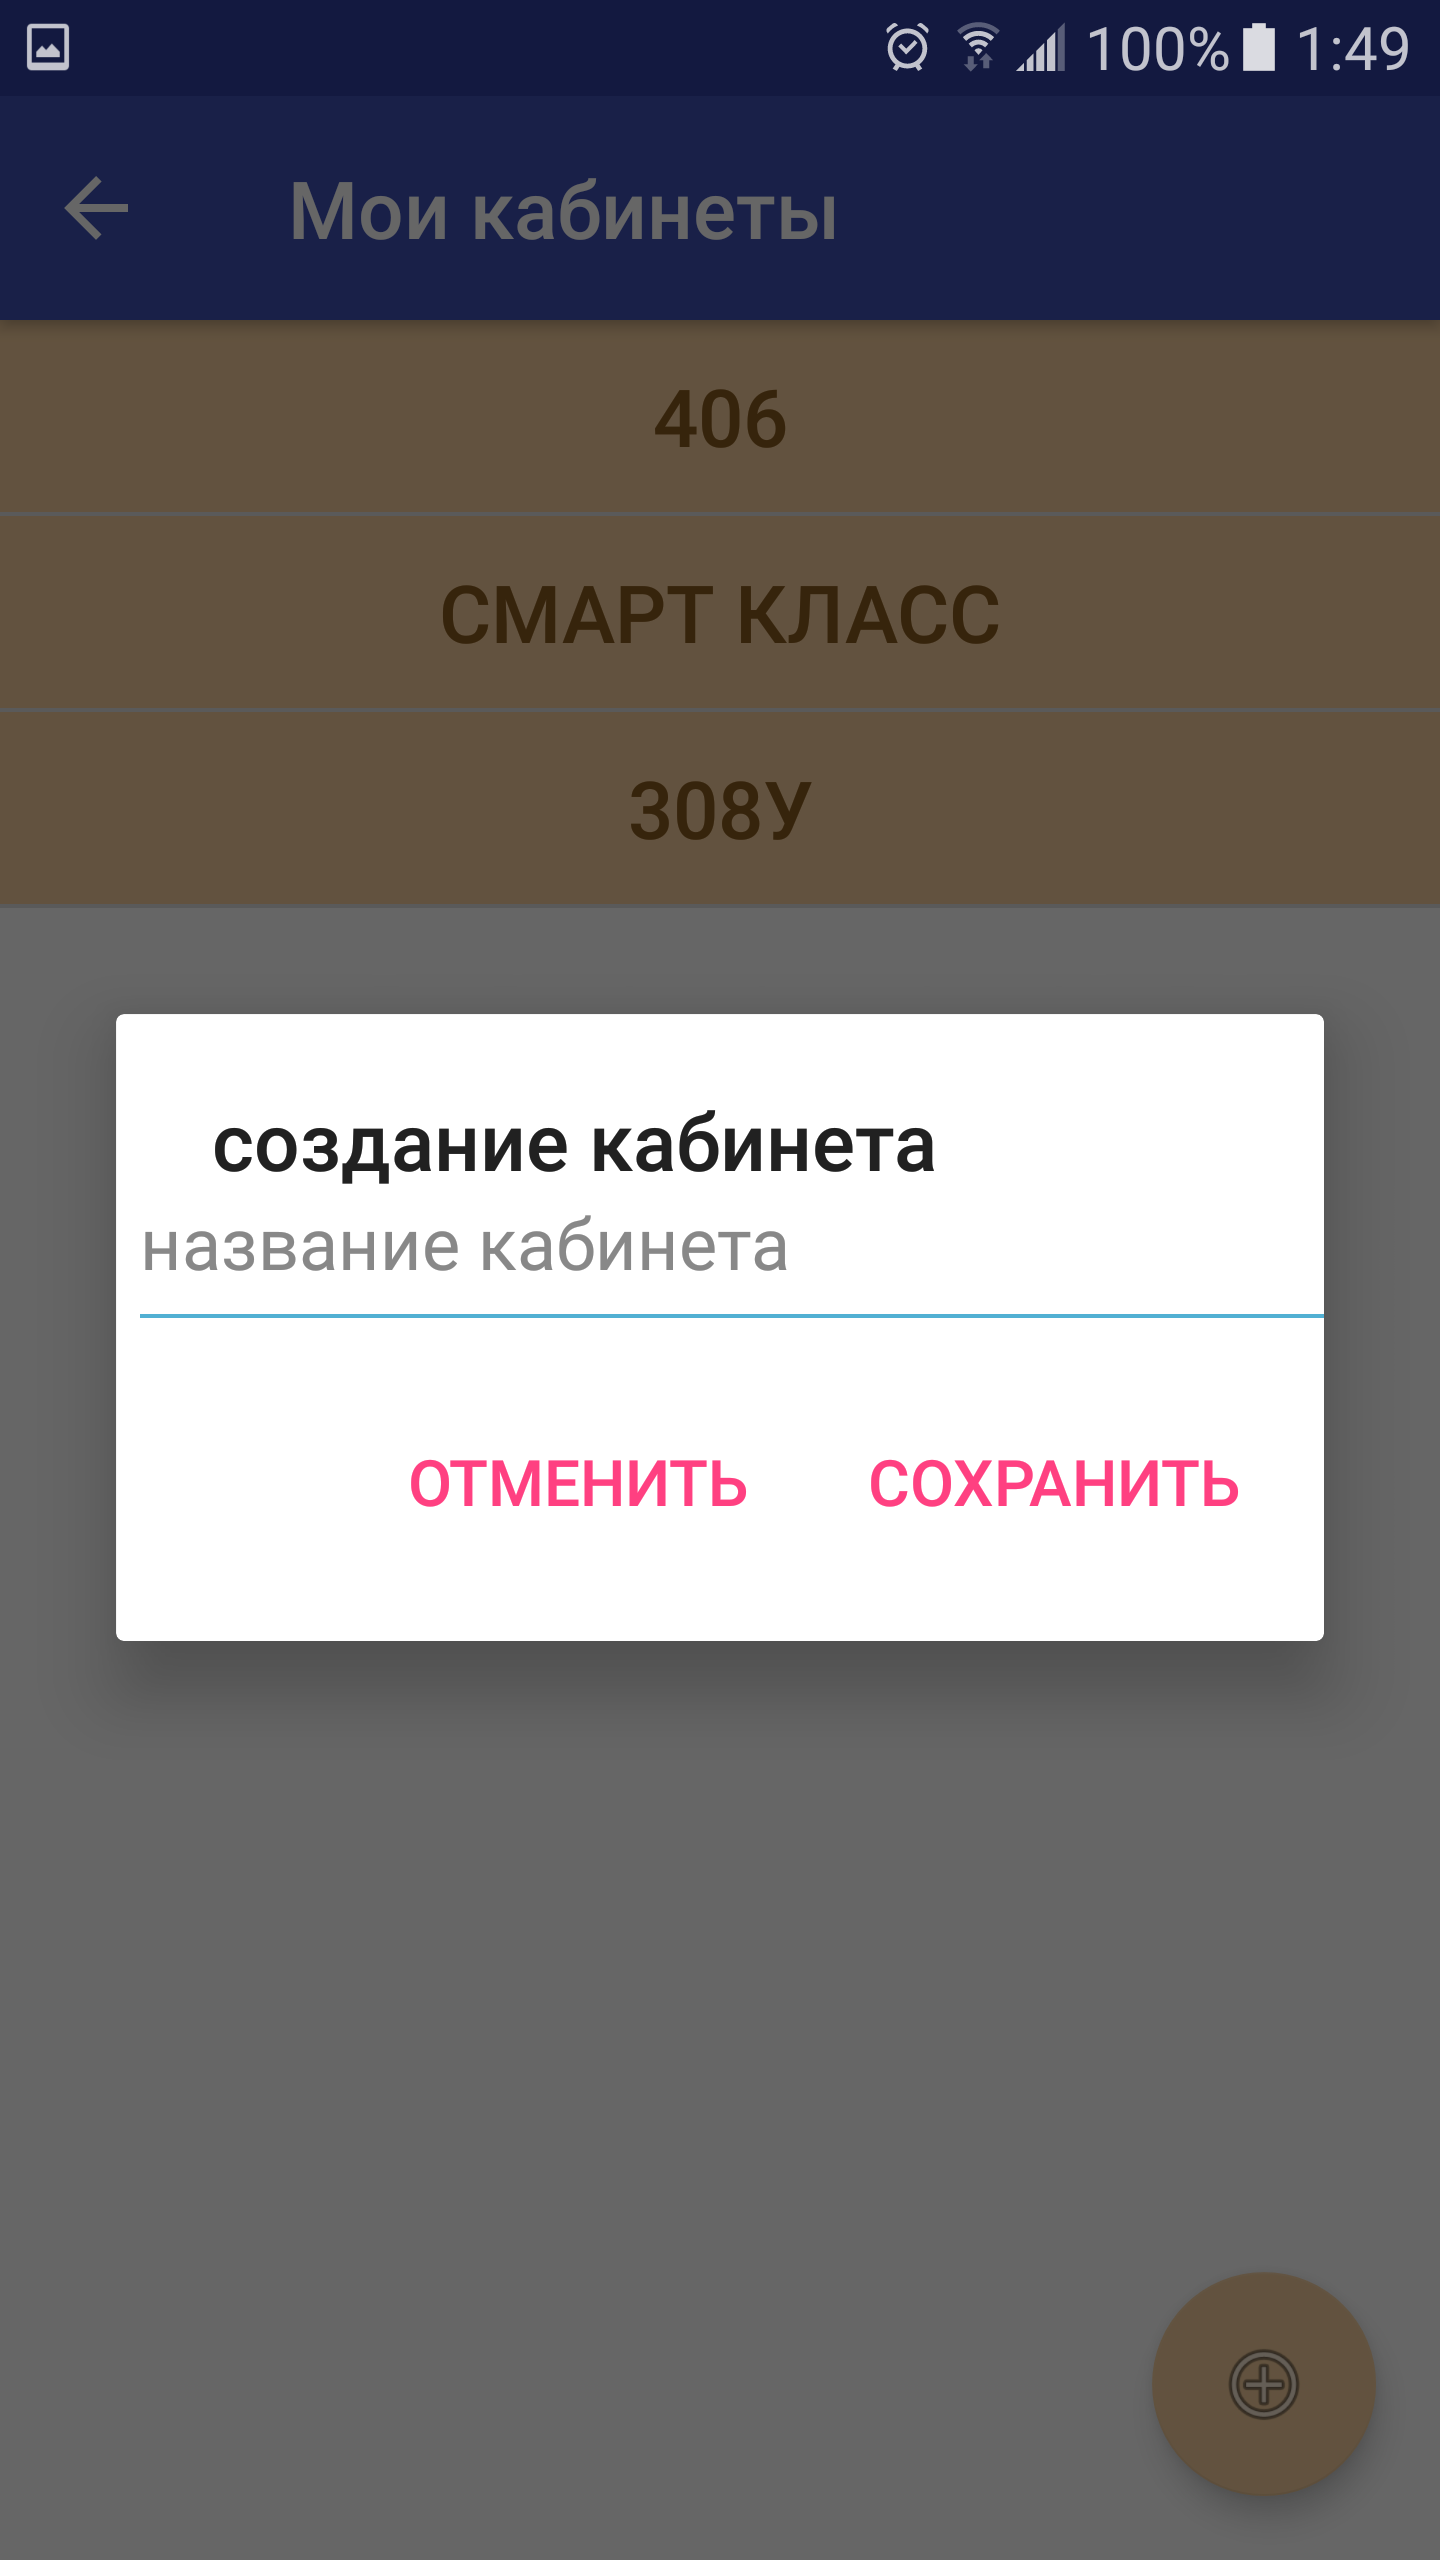 100% 1:49
Мои кабинеты
406
СМАРТ КЛАСС
308У
создание кабинета
название кабинета
ОТМЕНИТЬ СОХРАНИТЬ